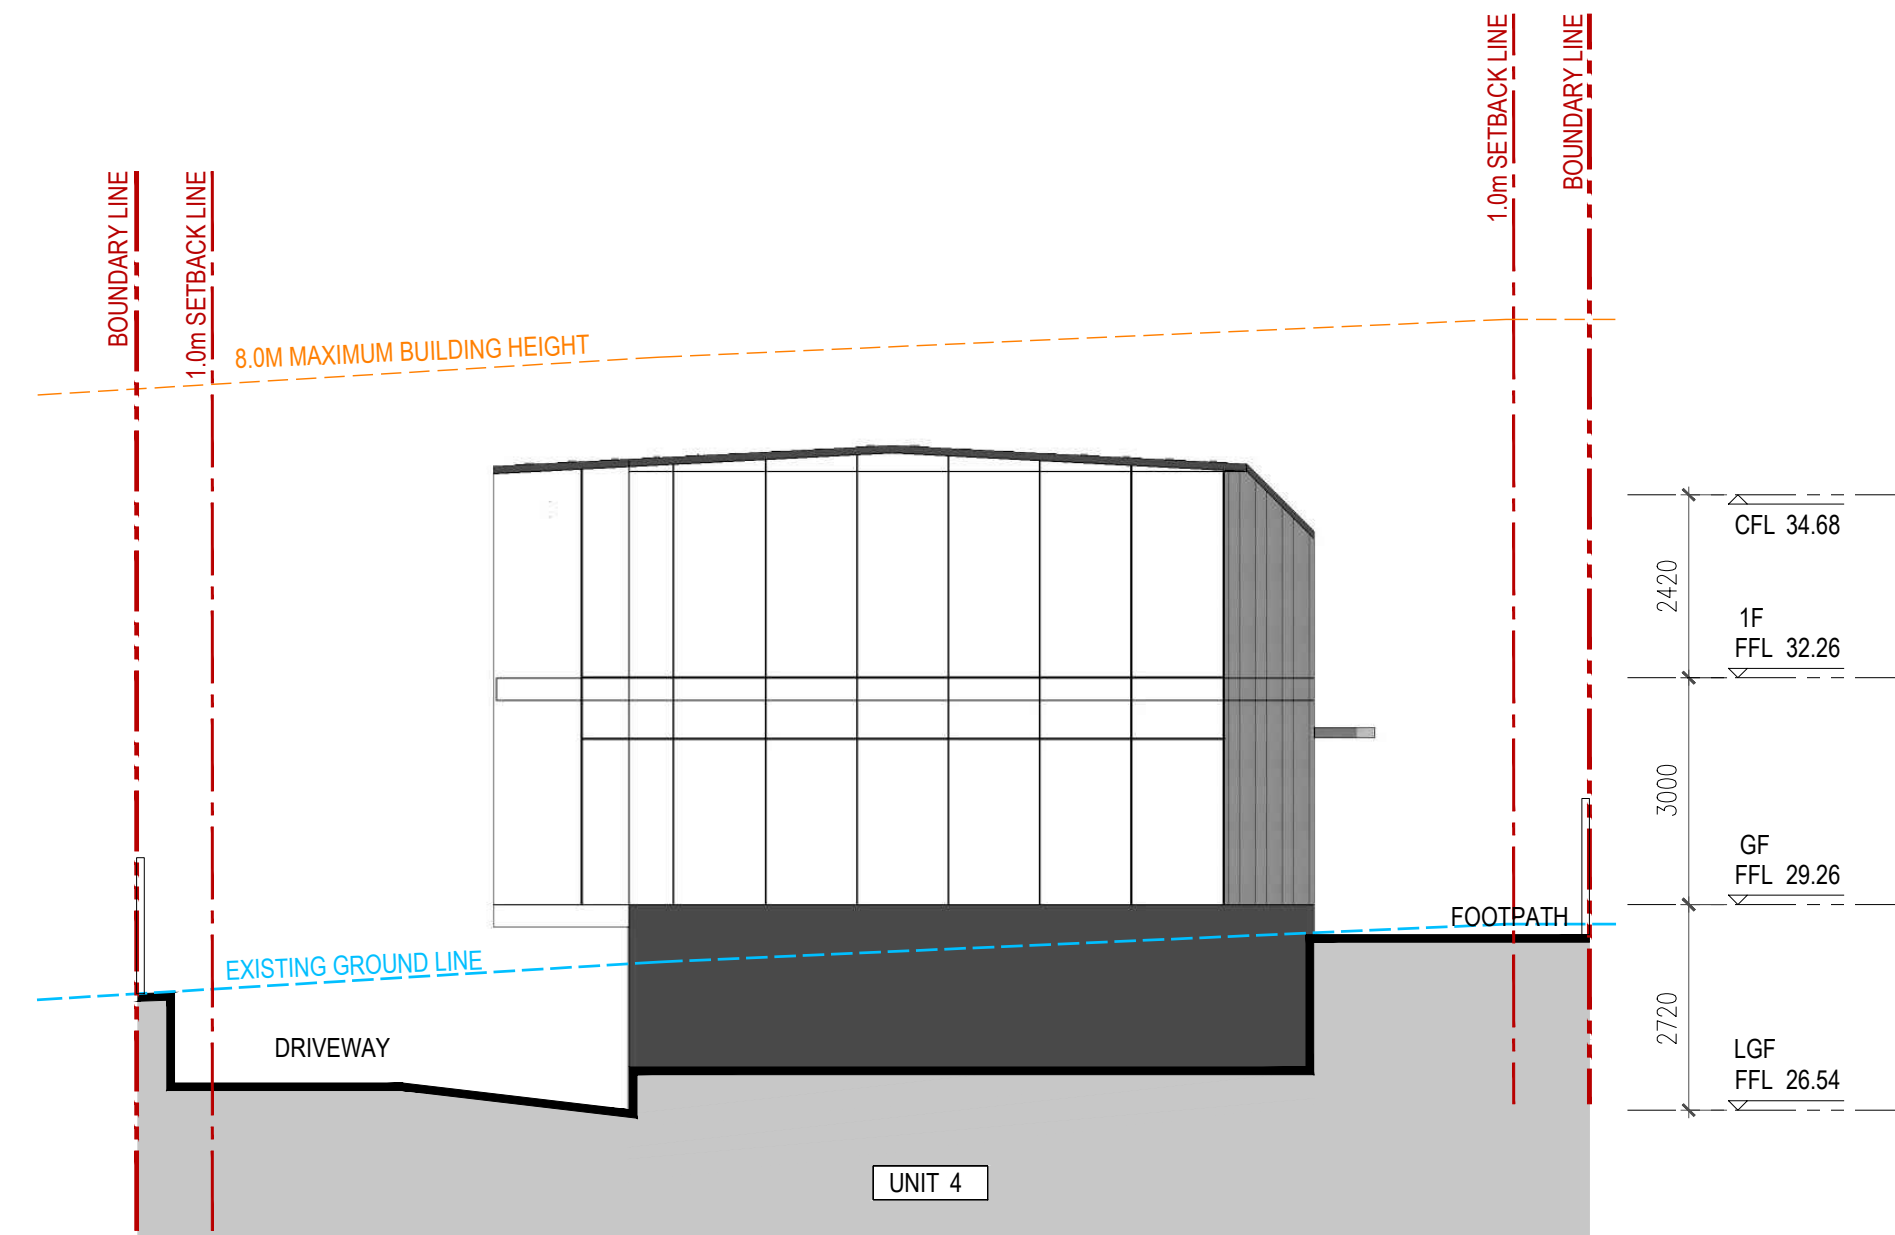 BOUNDARY LINE
1.0m SETBACK LINE
1.0m SETBACK LINE
BOUNDARY LINE
8.0M MAXIMUM BUILDING HEIGHT
CFL 34.68
2420
1F
FFL 32.26
3000
GF
FFL 29.26
FOOTPATH
EXISTING GROUND LINE
DRIVEWAY
2720
LGF
FFL 26.54
UNIT 4